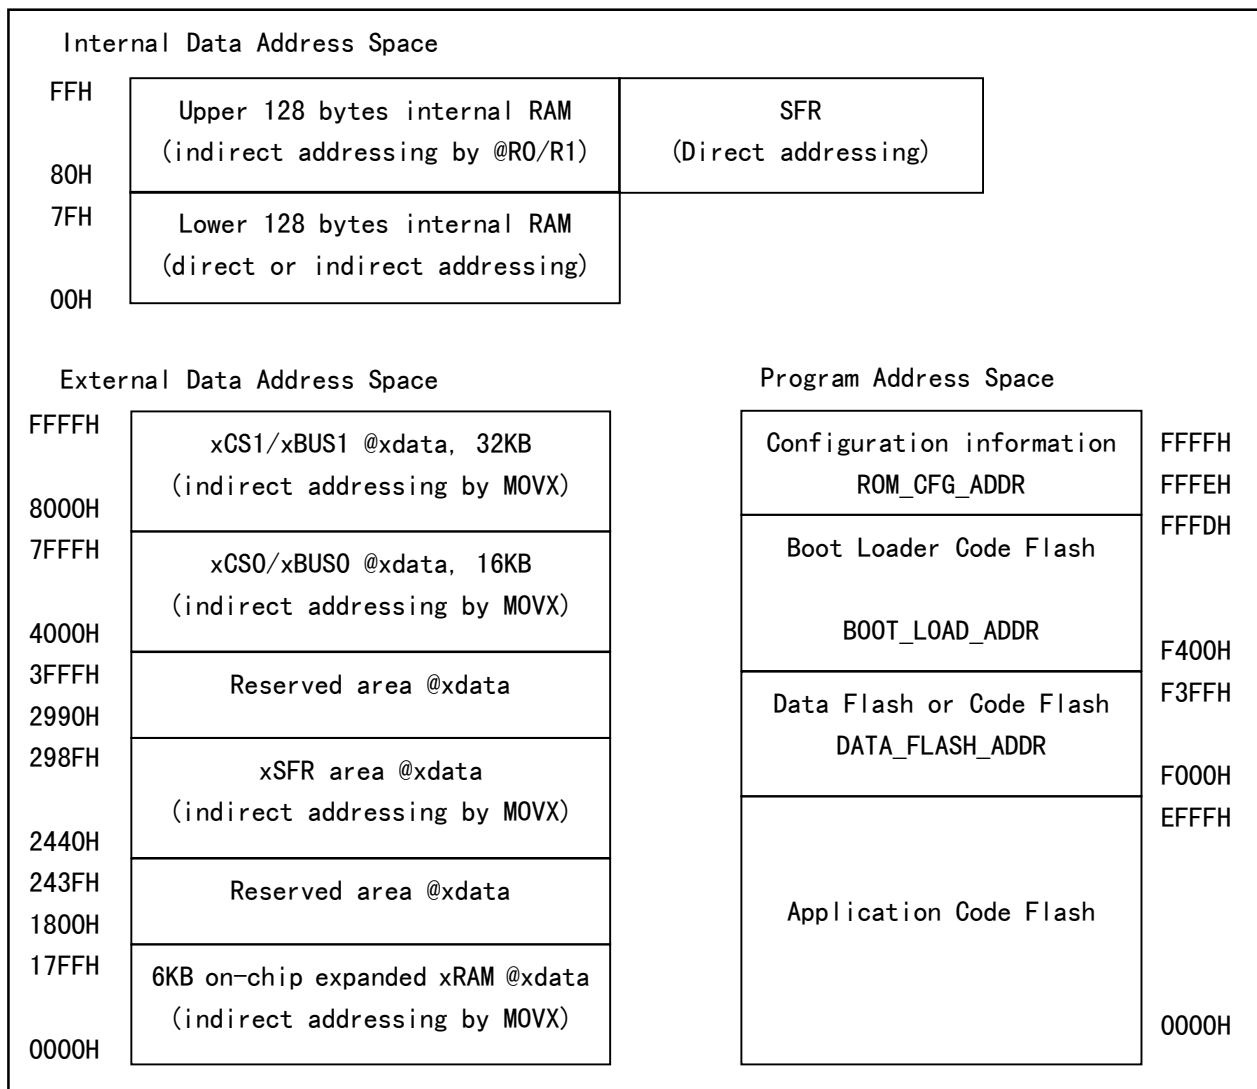 Internal Data Address Space
FFH
Upper 128 bytes internal RAM
(indirect addressing by @R0/R1)
80H
SFR
(Direct addressing)
7FH
Lower 128 bytes internal RAM
(direct or indirect addressing)
00H
External Data Address Space
FFFFH
xCS1/xBUS1 @xdata, 32KB
(indirect addressing by MOVX)
8000H
7FFFH
xCS0/xBUS0 @xdata, 16KB
(indirect addressing by MOVX)
4000H
3FFFH
Reserved area @xdata
2990H
298FH
xSFR area @xdata
(indirect addressing by MOVX)
2440H
243FH
Reserved area @xdata
1800H
17FFH
6KB on-chip expanded xRAM @xdata
(indirect addressing by MOVX)
0000H
Program Address Space
Configuration information
ROM_CFG_ADDR
FFFFH
FFFEH
FFFDH
Boot Loader Code Flash
BOOT_LOAD_ADDR
F400H
F3FFH
Data Flash or Code Flash
DATA_FLASH_ADDR
F000H
EFFFH
Application Code Flash
0000H